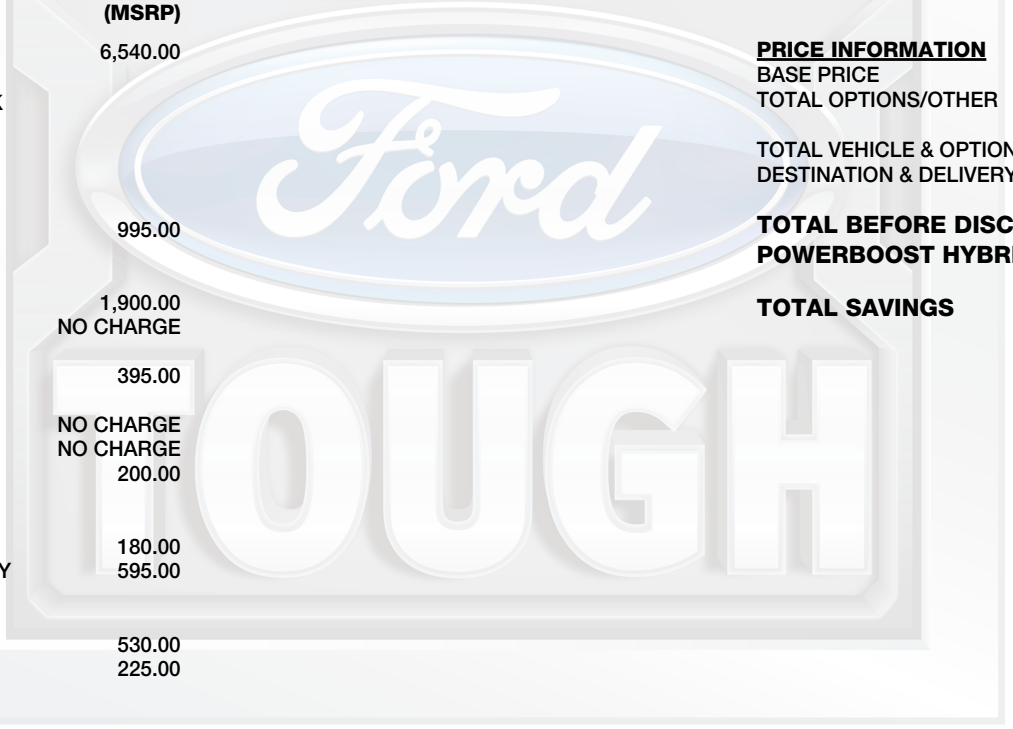 (MSRP)
6,540.00
K
995.00
1,900.00
NO CHARGE
395.00
NO CHARGE
NO CHARGE
200.00
180.00
Y 595.00
530.00
225.00
PRICE INFORMATION
BASE PRICE
TOTAL OPTIONS/OTHER
TOTAL VEHICLE & OPTION
DESTINATION & DELIVERY
TOTAL BEFORE DISC
POWERBOOST HYBRI
TOTAL SAVINGS
Ford
TOUGH